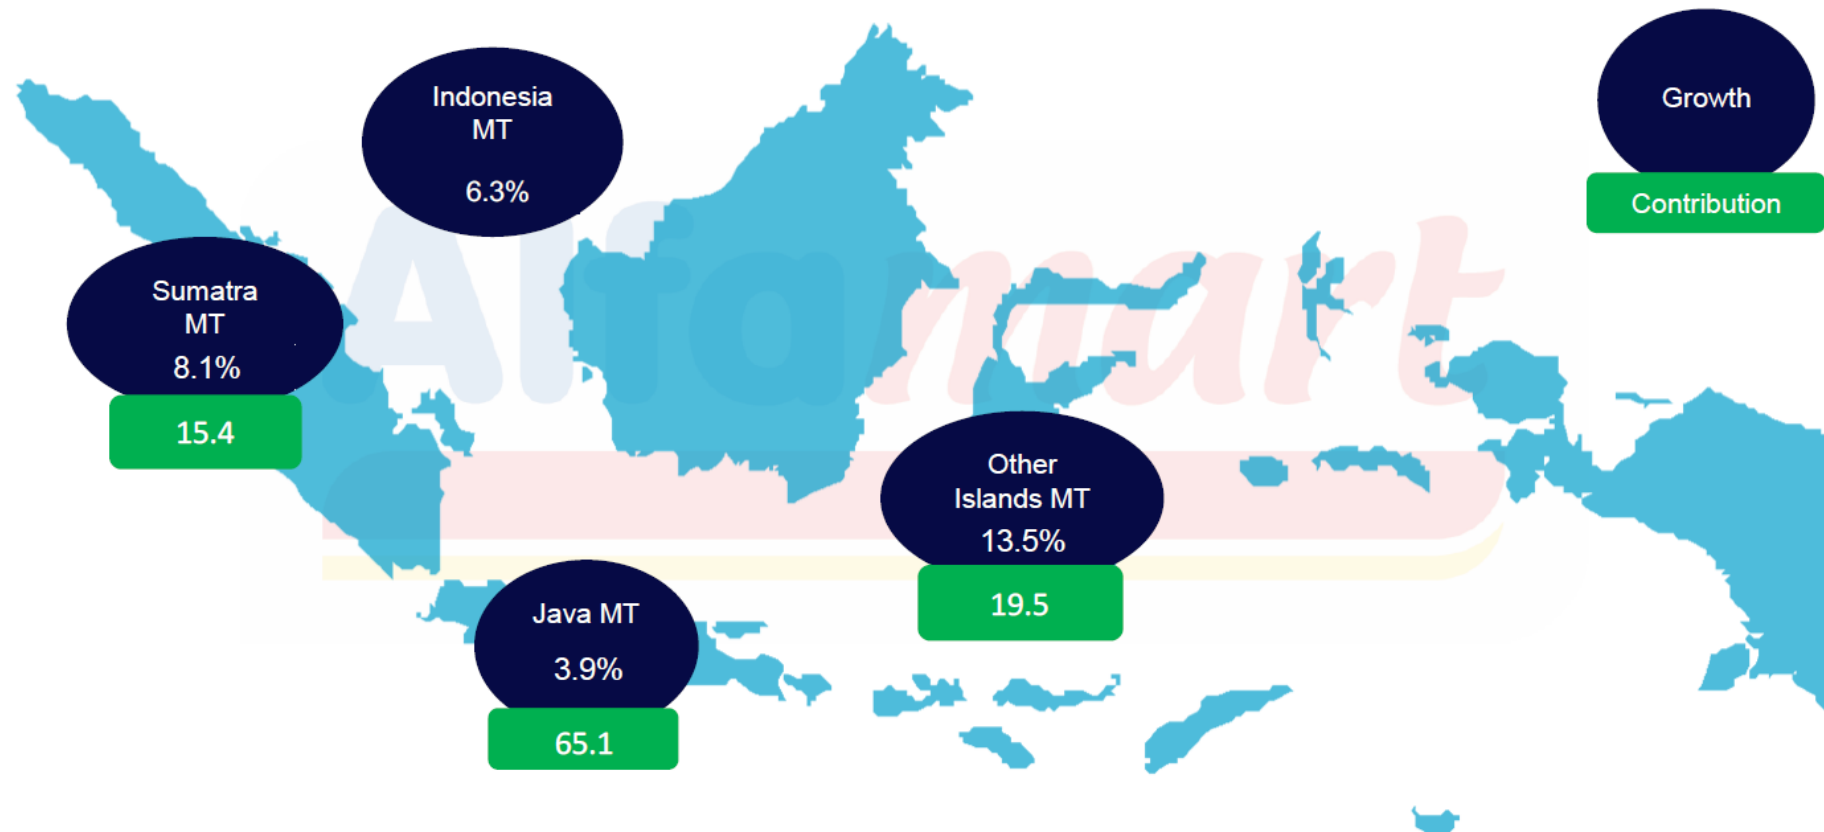 Indonesia
MT
6.3%
Growth
Contribution
Sumatra
MT
8.1%
15.4
Alfamart
Other
Islands MT
13.5%
19.5
Java MT
3.9%
65.1